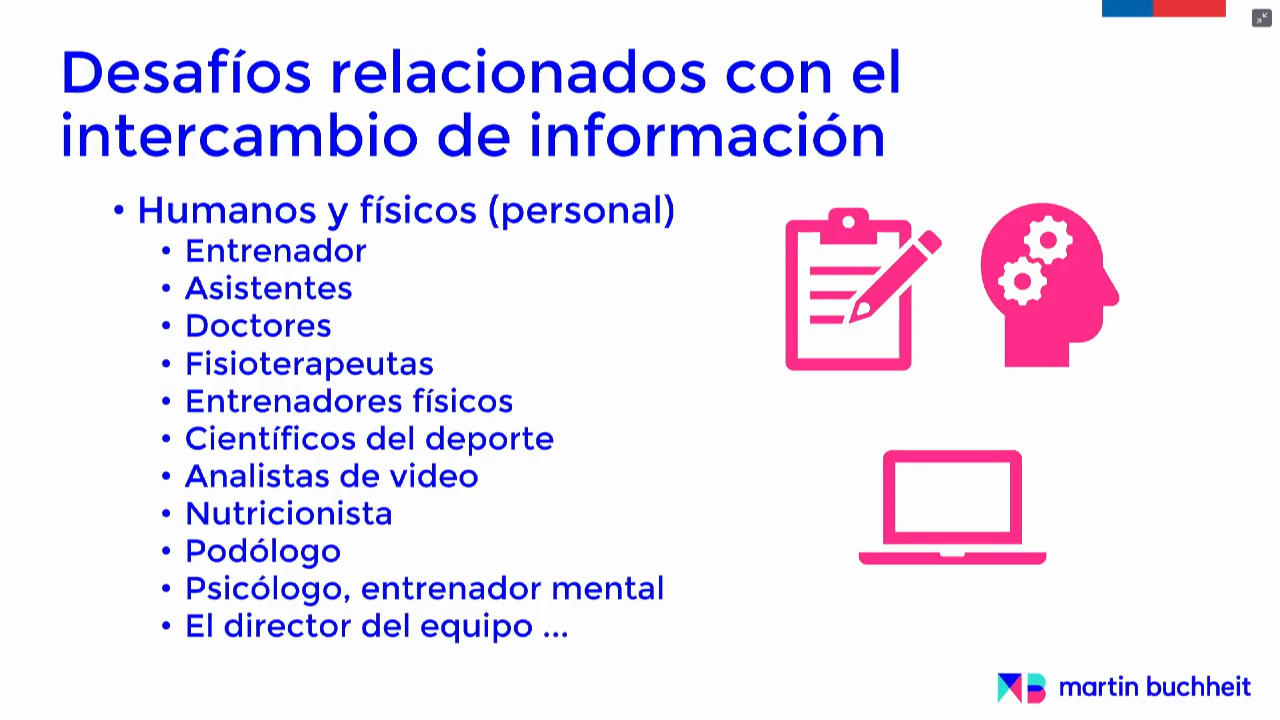 Desafíos relacionados con el
intercambio de información
• Humanos y físicos (personal)
• Entrenador
• Asistentes
• Doctores
• Fisioterapeutas
• Entrenadores físicos
• Científicos del deporte
• Analistas de video
• Nutricionista
• Podólogo
• Psicólogo, entrenador mental
• El director del equipo ...
martin buchheit